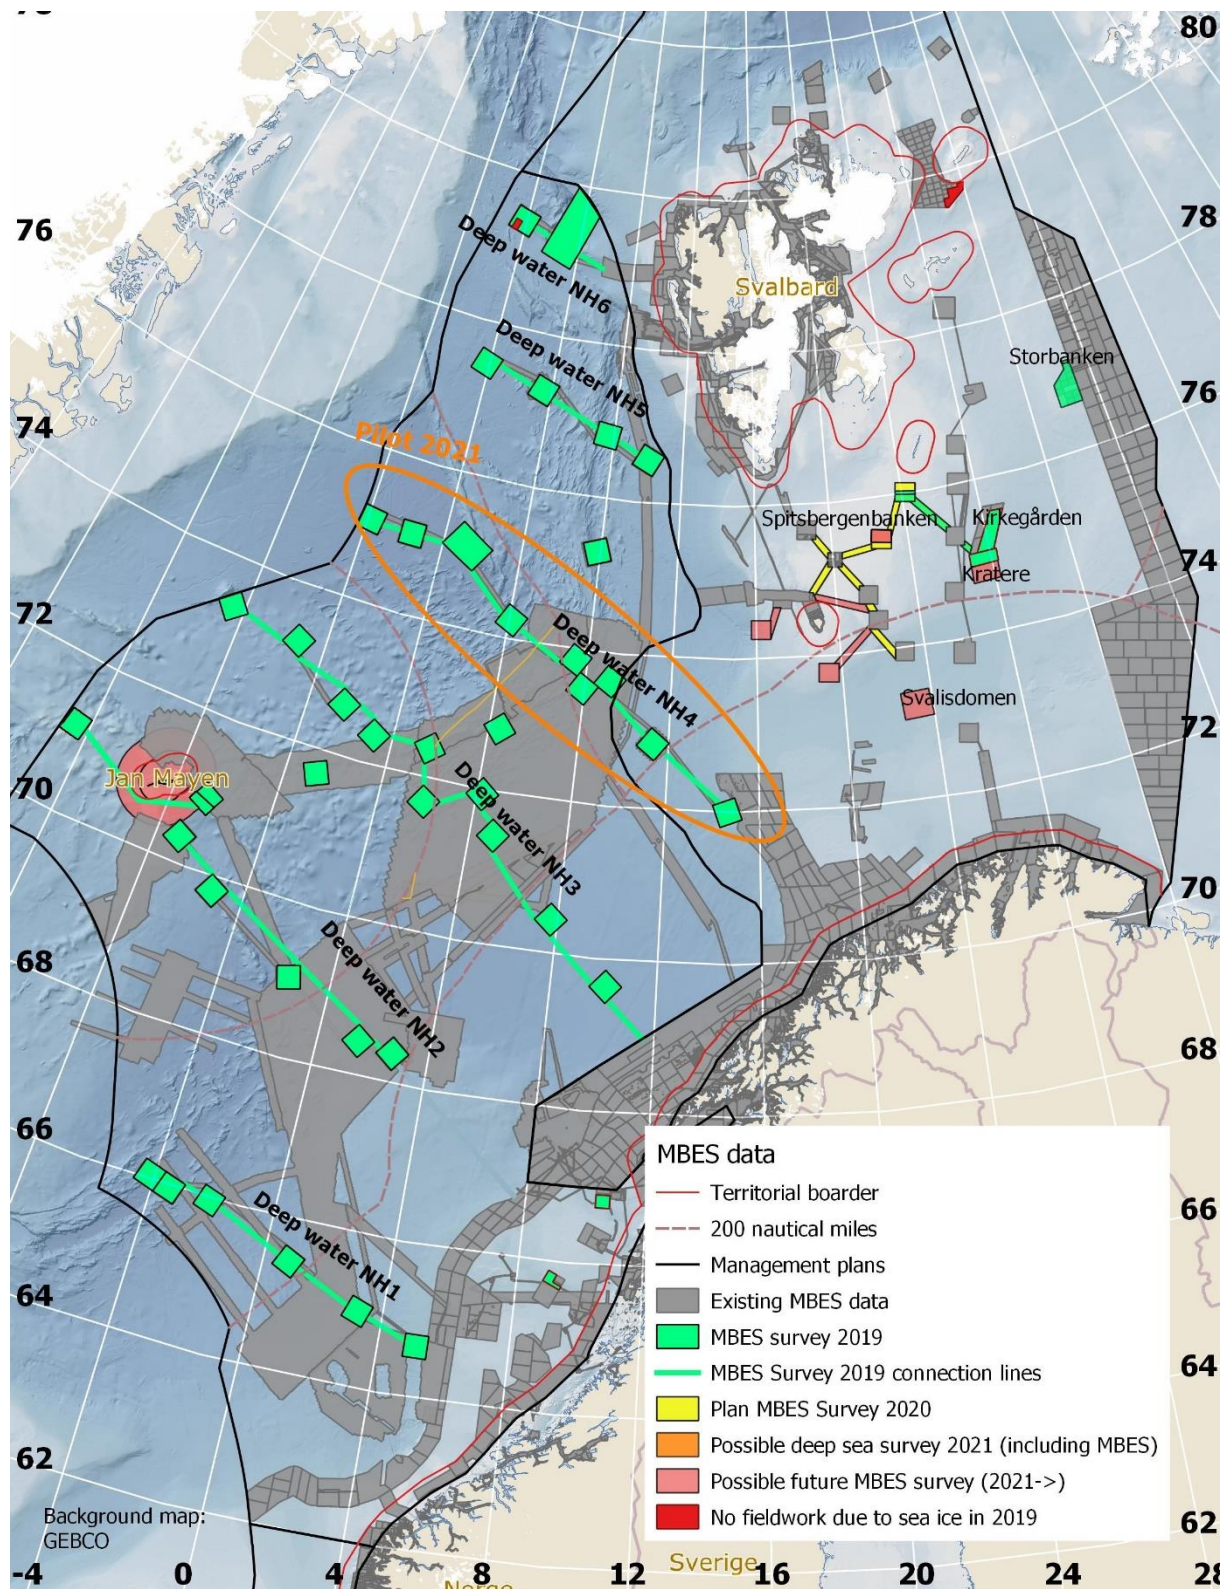 78
80
76
78
Deep water NH6
Svalbard
Deep water NH5
Storbanken
76
74
Pilot 2021
Spitsbergenbanken
Kirkegården
74
Kratere
72
Deep water NH4
Svalisdomen
72
Jan Mayen
70
Deep water NH3
70
68
Deep water NH2
68
66
Deep water NH1
66
64
64
62
62
MBES data
Territorial boarder
200 nautical miles
Management plans
Existing MBES data
MBES survey 2019
MBES Survey 2019 connection lines
Plan MBES Survey 2020
Possible deep sea survey 2021 (including MBES)
Possible future MBES survey (2021->)
No fieldwork due to sea ice in 2019
Background map:
GEBCO
Sverige
Norge
-4
0
4
8
12
16
20
24
28